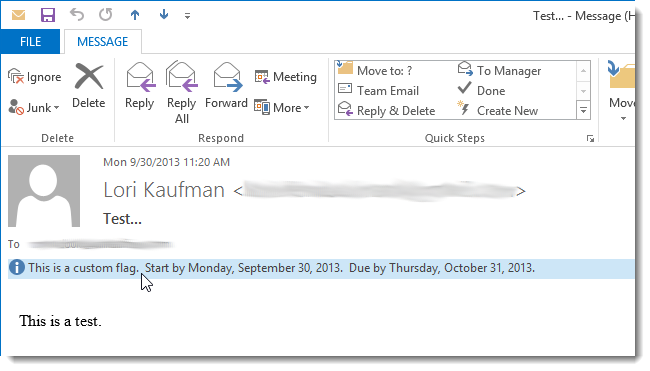 Test... - Message (H
FILE MESSAGE
Ignore
Junk
Delete
Reply
Reply All
Forward
Meeting
More
Move to: ?
Team Email
Reply & Delete
To Manager
Done
Create New
Move
Delete Respond Quick Steps
Mon 9/30/2013 11:20 AM
Lori Kaufman < >
Test...
To
This is a custom flag. Start by Monday, September 30, 2013. Due by Thursday, October 31, 2013.
This is a test.